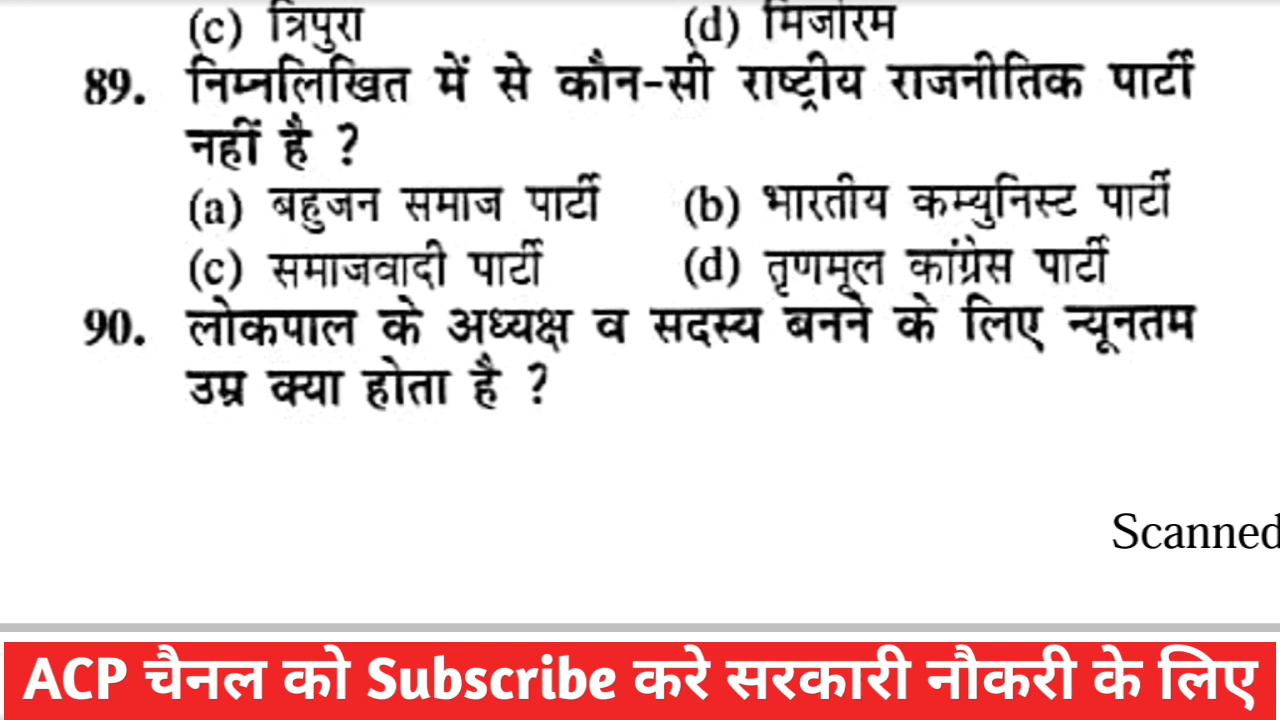 (c) त्रिपुरा (d) मिजोरम
89. निम्नलिखित में से कौन-सी राष्ट्रीय राजनीतिक पार्टी
नहीं है ?
(a) बहुजन समाज पार्टी (b) भारतीय कम्युनिस्ट पार्टी
(c) समाजवादी पार्टी (d) तृणमूल कांग्रेस पार्टी
90. लोकपाल के अध्यक्ष व सदस्य बनने के लिए न्यूनतम
उम्र क्या होता है ?
Scanned
ACP चैनल को Subscribe करे सरकारी नौकरी के लिए